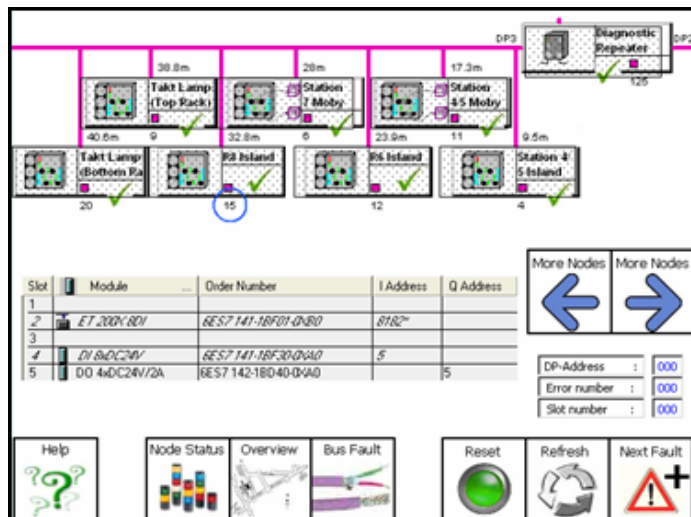 DP3
Diagnostic
Repeater
DP2
125
38.8m
28m
17.3m
Takt Lamp
(Top Rack)
Station
7 Moby
Station
4-5 Moby
40.6m
9
32.8m
6
23.9m
11
9.5m
Takt Lamp
(Bottom Ra
R8 Island
R6 Island
Station 4/
5 Island
20
15
12
4
Slot Module ... Order Number I Address Q Address
1
2 ET 200X 8DI 6ES7 141-1BF01-0XB0 8182*
3
4 DI 8xDC24V 6ES7 141-1BF30-0XA0 5
5 DO 4xDC24V/2A 6ES7 142-1BD40-0XA0 5
More Nodes More Nodes
DP-Address : 000
Error number : 000
Slot number : 000
Help
Node Status
Overview
Bus Fault
Reset
Refresh
Next Fault